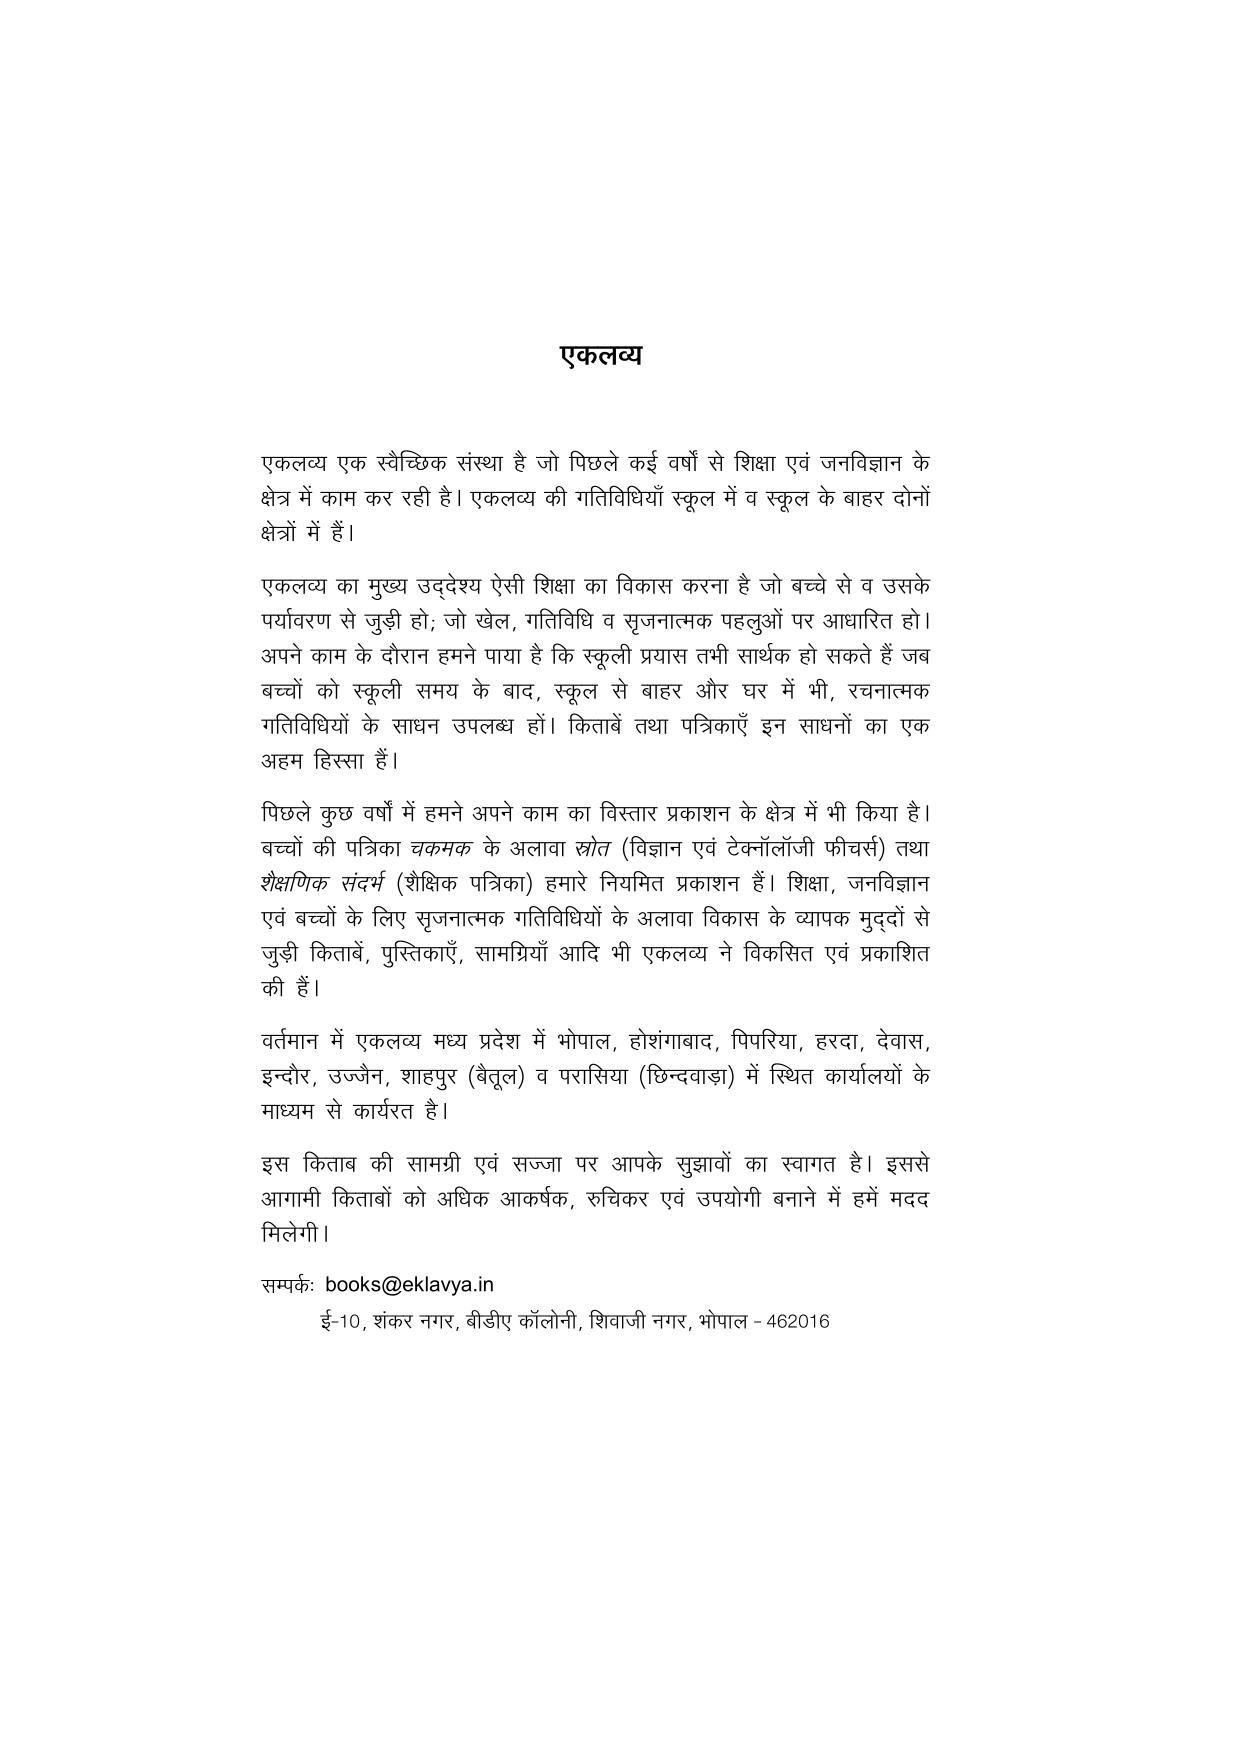 एकलव्य
एकलव्य एक स्वैच्छिक संस्था है जो पिछले कई वर्षों से शिक्षा एवं जनविज्ञान के
क्षेत्र में काम कर रही है। एकलव्य की गतिविधियाँ स्कूल में व स्कूल के बाहर दोनों
क्षेत्रों में हैं।
एकलव्य का मुख्य उद्देश्य ऐसी शिक्षा का विकास करना है जो बच्चे से व उसके
पर्यावरण से जुड़ी हो; जो खेल, गतिविधि व सृजनात्मक पहलुओं पर आधारित हो।
अपने काम के दौरान हमने पाया है कि स्कूली प्रयास तभी सार्थक हो सकते हैं जब
बच्चों को स्कूली समय के बाद, स्कूल से बाहर और घर में भी, रचनात्मक
गतिविधियों के साधन उपलब्ध हों। किताबें तथा पत्रिकाएँ इन साधनों का एक
अहम हिस्सा हैं।
पिछले कुछ वर्षों में हमने अपने काम का विस्तार प्रकाशन के क्षेत्र में भी किया है।
बच्चों की पत्रिका चकमक के अलावा स्रोत (विज्ञान एवं टेक्नॉलॉजी फीचर्स) तथा
शैक्षणिक संदर्भ (शैक्षिक पत्रिका) हमारे नियमित प्रकाशन हैं। शिक्षा, जनविज्ञान
एवं बच्चों के लिए सृजनात्मक गतिविधियों के अलावा विकास के व्यापक मुद्दों से
जुड़ी किताबें, पुस्तिकाएँ, सामग्रियाँ आदि भी एकलव्य ने विकसित एवं प्रकाशित
की हैं।
वर्तमान में एकलव्य मध्य प्रदेश में भोपाल, होशंगाबाद, पिपरिया, हरदा, देवास,
इन्दौर, उज्जैन, शाहपुर (बैतूल) व परासिया (छिन्दवाड़ा) में स्थित कार्यालयों के
माध्यम से कार्यरत है।
इस किताब की सामग्री एवं सज्जा पर आपके सुझावों का स्वागत है। इससे
आगामी किताबों को अधिक आकर्षक, रुचिकर एवं उपयोगी बनाने में हमें मदद
मिलेगी।
सम्पर्कः books@eklavya.in
ई-10, शंकर नगर, बीडीए कॉलोनी, शिवाजी नगर, भोपाल - 462016